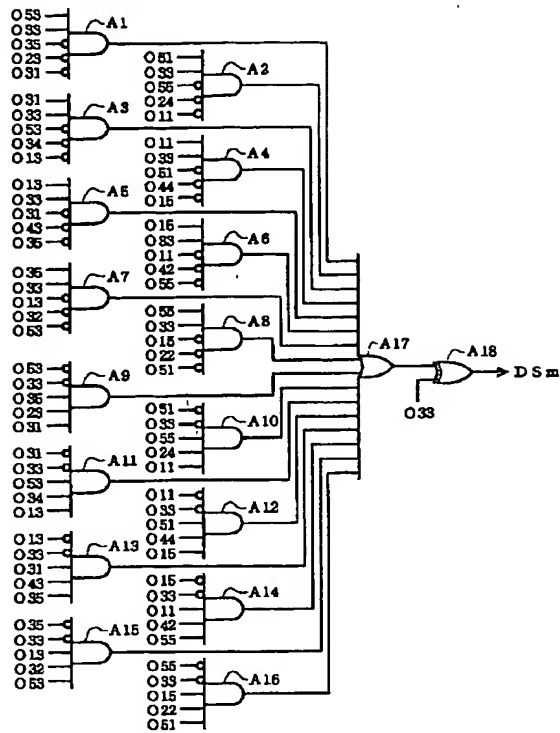 O53
O33
O35
O23
O31
A1
O51
O33
O55
O24
O11
A2
O31
O33
O53
O34
O13
A3
O11
O33
O51
O44
O15
A4
O13
O33
O31
O43
O35
A5
O15
O33
O11
O42
O55
A6
O35
O33
O13
O32
O53
A7
O55
O33
O15
O22
O51
A8
A17
A18
DSm
O33
O53
O33
O35
O23
O31
A9
O51
O33
O55
O24
O11
A10
O31
O33
O53
O34
O13
A11
O11
O33
O51
O44
O15
A12
O13
O33
O31
O43
O35
A13
O15
O33
O11
O42
O55
A14
O35
O33
O13
O32
O53
A15
O55
O33
O15
O22
O51
A16